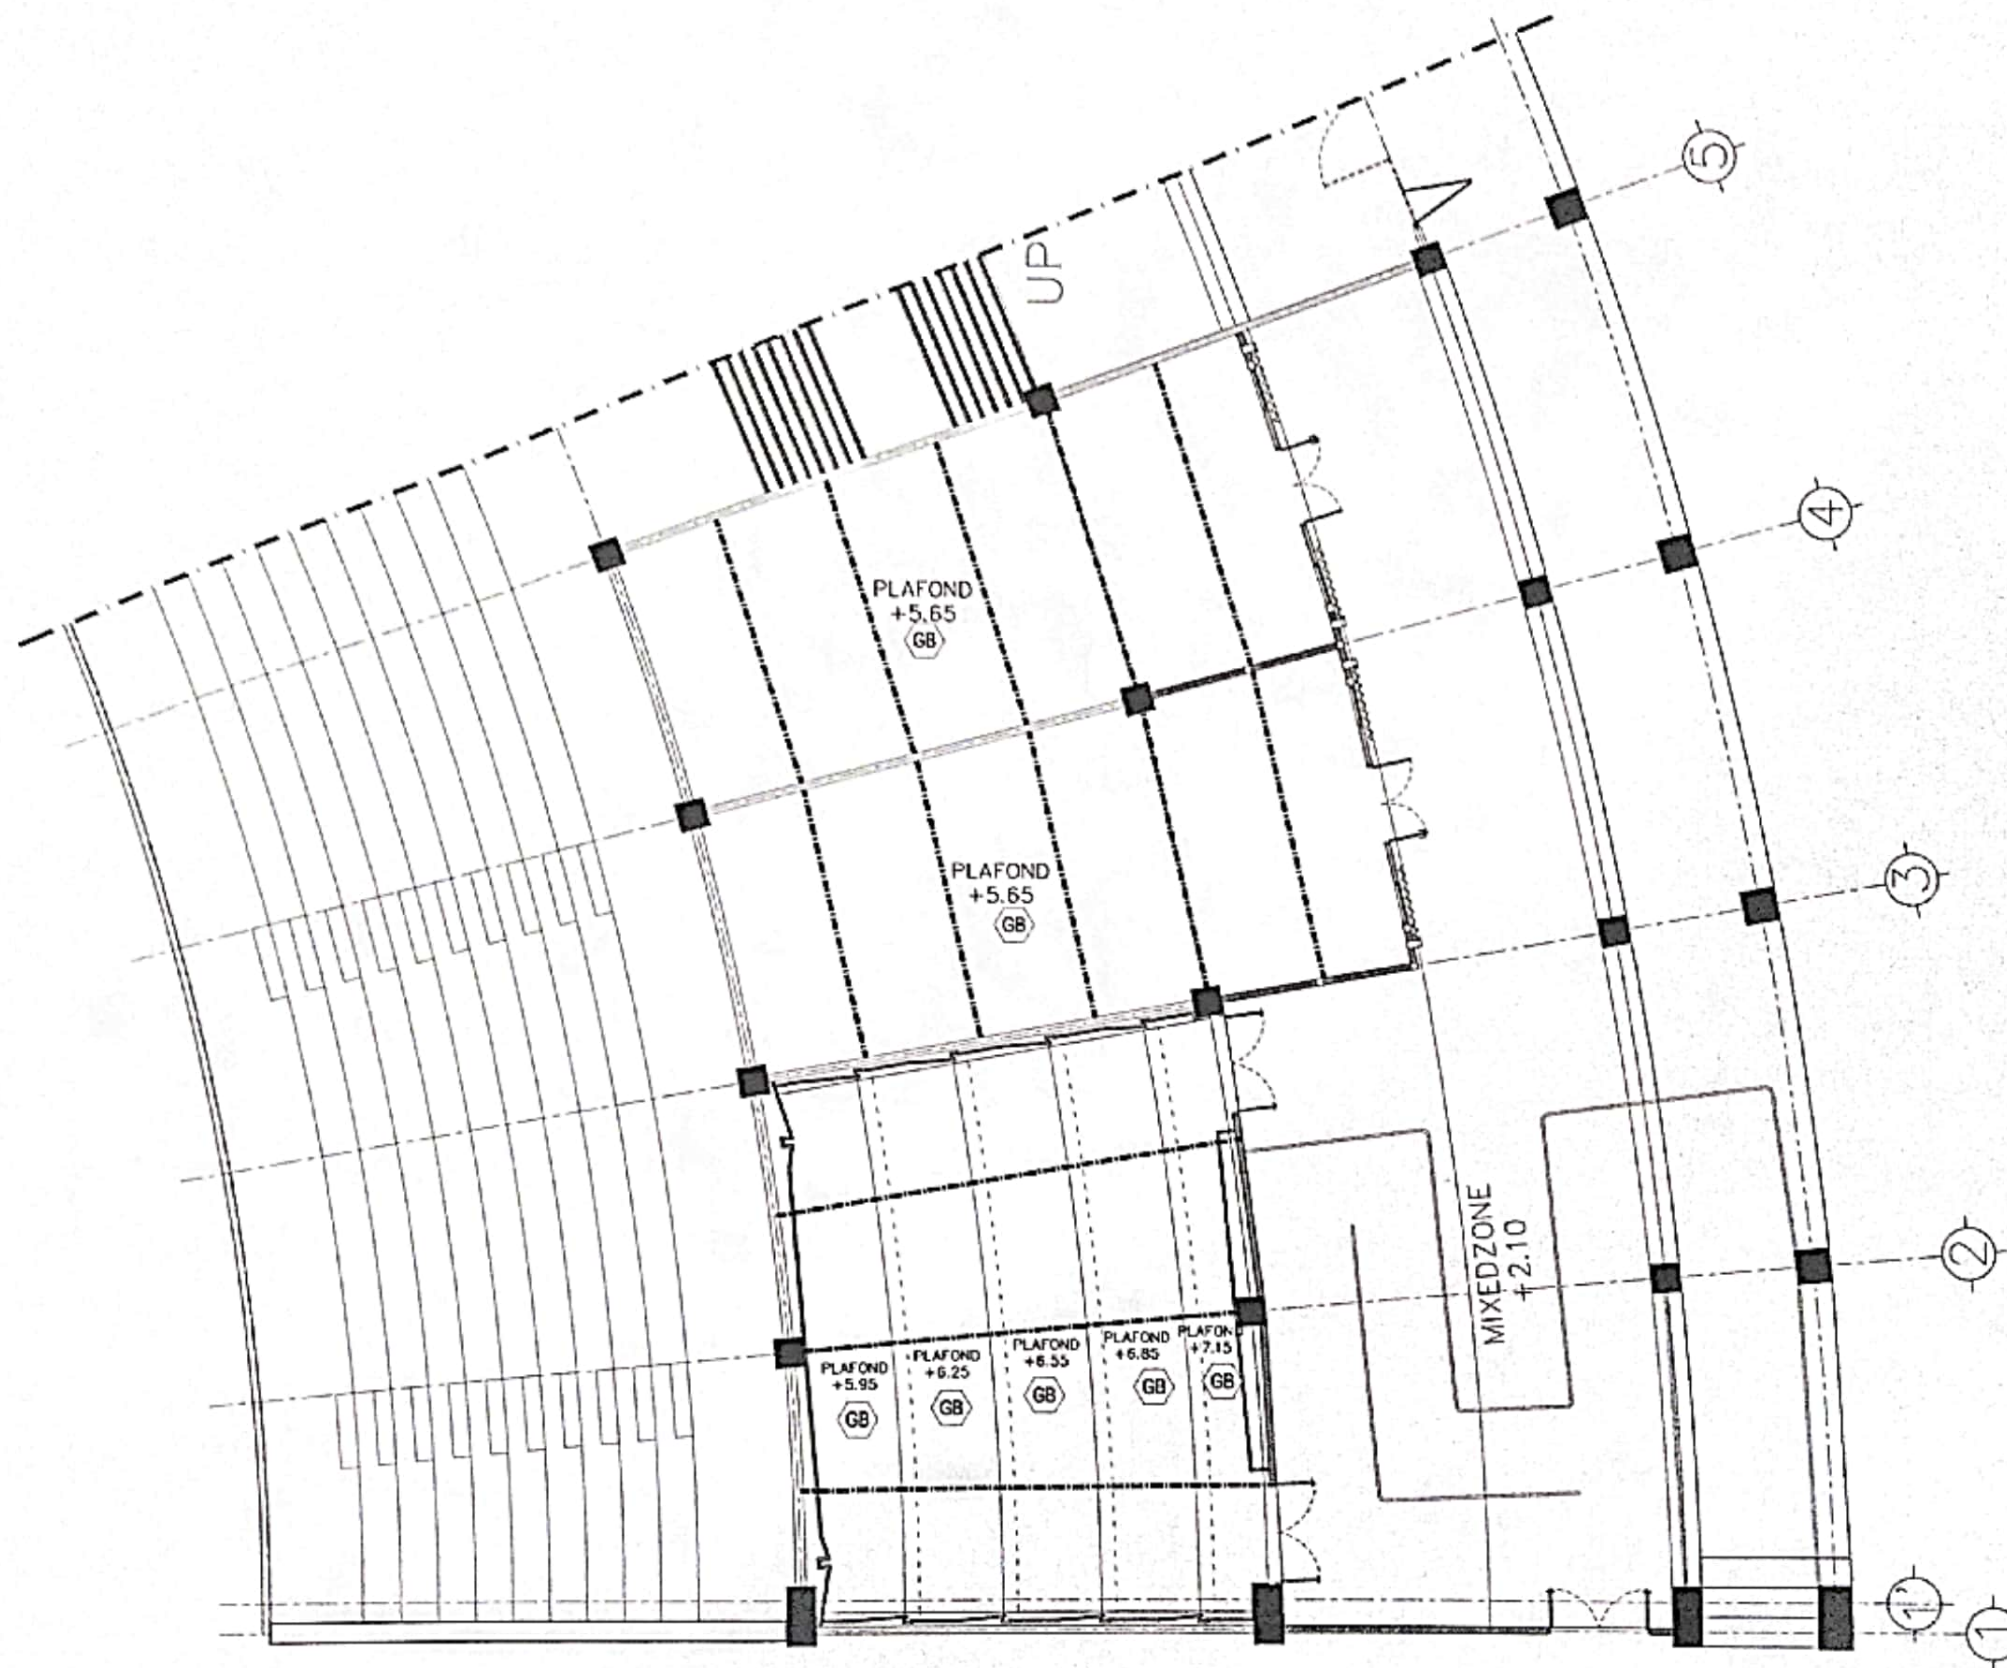 5
UP
4
PLAFOND
+5.65
GB
PLAFOND
+5.65
GB
3
MIXEDZONE
+2.10
2
PLAFOND
+5.95
GB
PLAFOND
+6.25
GB
PLAFOND
+6.55
GB
PLAFOND
+6.85
GB
PLAFON
+7.15
GB
1'
1